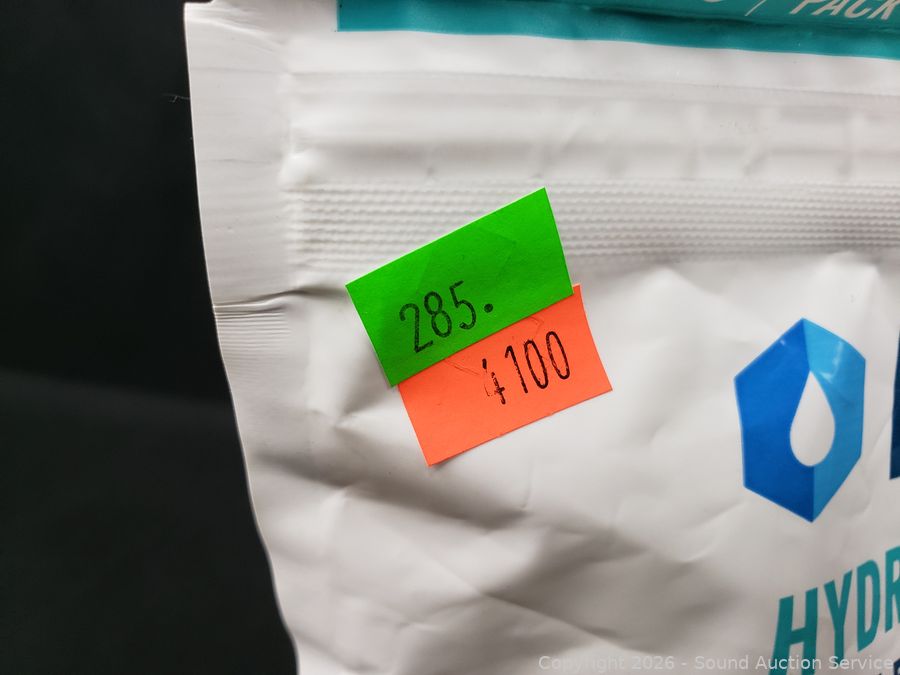 PACK
285.
4100
HYDR
Copyright 2026 - Sound Auction Service